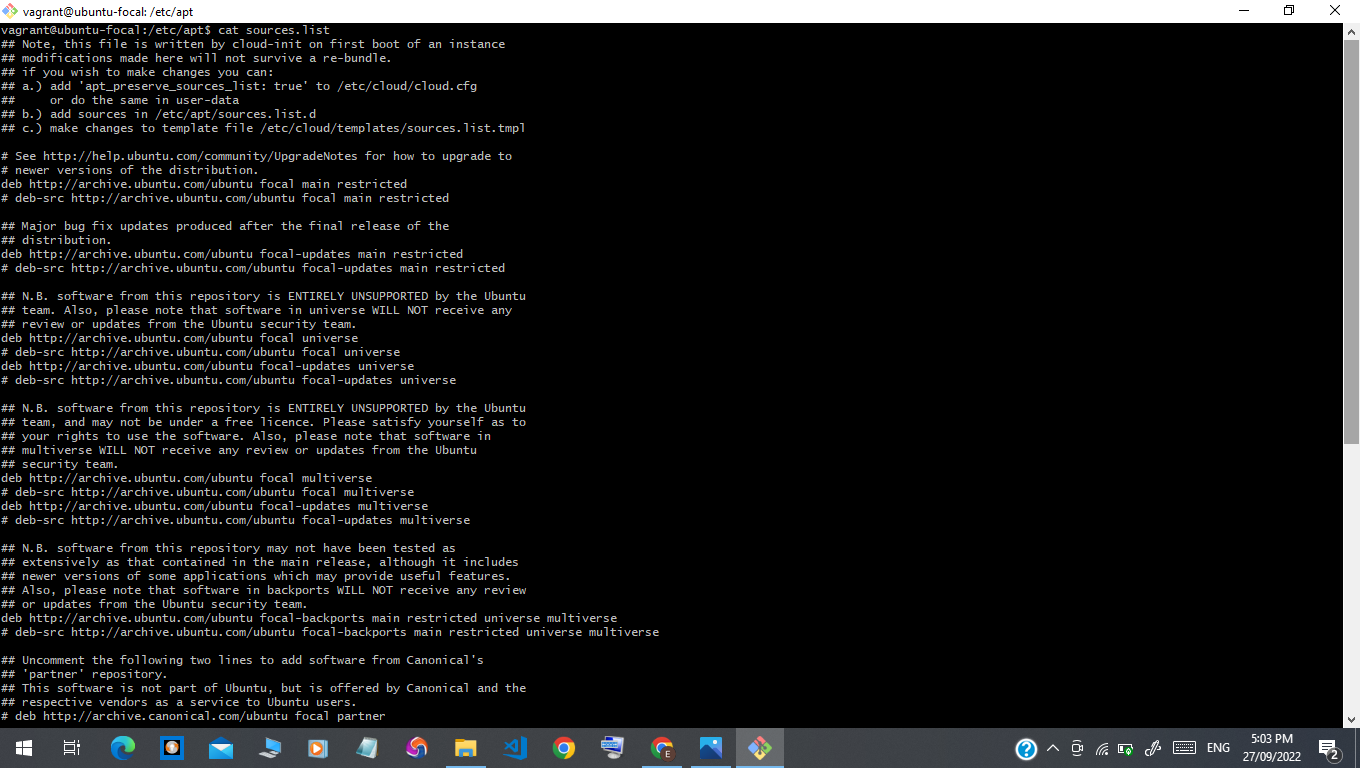 vagrant@ubuntu-focal: /etc/apt
vagrant@ubuntu-focal:/etc/apt$ cat sources.list
## Note, this file is written by cloud-init on first boot of an instance
## modifications made here will not survive a re-bundle.
## if you wish to make changes you can:
## a.) add 'apt_preserve_sources_list: true' to /etc/cloud/cloud.cfg
##     or do the same in user-data
## b.) add sources in /etc/apt/sources.list.d
## c.) make changes to template file /etc/cloud/templates/sources.list.tmpl

# See http://help.ubuntu.com/community/UpgradeNotes for how to upgrade to
# newer versions of the distribution.
deb http://archive.ubuntu.com/ubuntu focal main restricted
# deb-src http://archive.ubuntu.com/ubuntu focal main restricted

## Major bug fix updates produced after the final release of the
## distribution.
deb http://archive.ubuntu.com/ubuntu focal-updates main restricted
# deb-src http://archive.ubuntu.com/ubuntu focal-updates main restricted

## N.B. software from this repository is ENTIRELY UNSUPPORTED by the Ubuntu
## team. Also, please note that software in universe WILL NOT receive any
## review or updates from the Ubuntu security team.
deb http://archive.ubuntu.com/ubuntu focal universe
# deb-src http://archive.ubuntu.com/ubuntu focal universe
deb http://archive.ubuntu.com/ubuntu focal-updates universe
# deb-src http://archive.ubuntu.com/ubuntu focal-updates universe

## N.B. software from this repository is ENTIRELY UNSUPPORTED by the Ubuntu
## team, and may not be under a free licence. Please satisfy yourself as to
## your rights to use the software. Also, please note that software in
## multiverse WILL NOT receive any review or updates from the Ubuntu
## security team.
deb http://archive.ubuntu.com/ubuntu focal multiverse
# deb-src http://archive.ubuntu.com/ubuntu focal multiverse
deb http://archive.ubuntu.com/ubuntu focal-updates multiverse
# deb-src http://archive.ubuntu.com/ubuntu focal-updates multiverse

## N.B. software from this repository may not have been tested as
## extensively as that contained in the main release, although it includes
## newer versions of some applications which may provide useful features.
## Also, please note that software in backports WILL NOT receive any review
## or updates from the Ubuntu security team.
deb http://archive.ubuntu.com/ubuntu focal-backports main restricted universe multiverse
# deb-src http://archive.ubuntu.com/ubuntu focal-backports main restricted universe multiverse

## Uncomment the following two lines to add software from Canonical's
## 'partner' repository.
## This software is not part of Ubuntu, but is offered by Canonical and the
## respective vendors as a service to Ubuntu users.
# deb http://archive.canonical.com/ubuntu focal partner
E
ENG
5:03 PM
27/09/2022
2